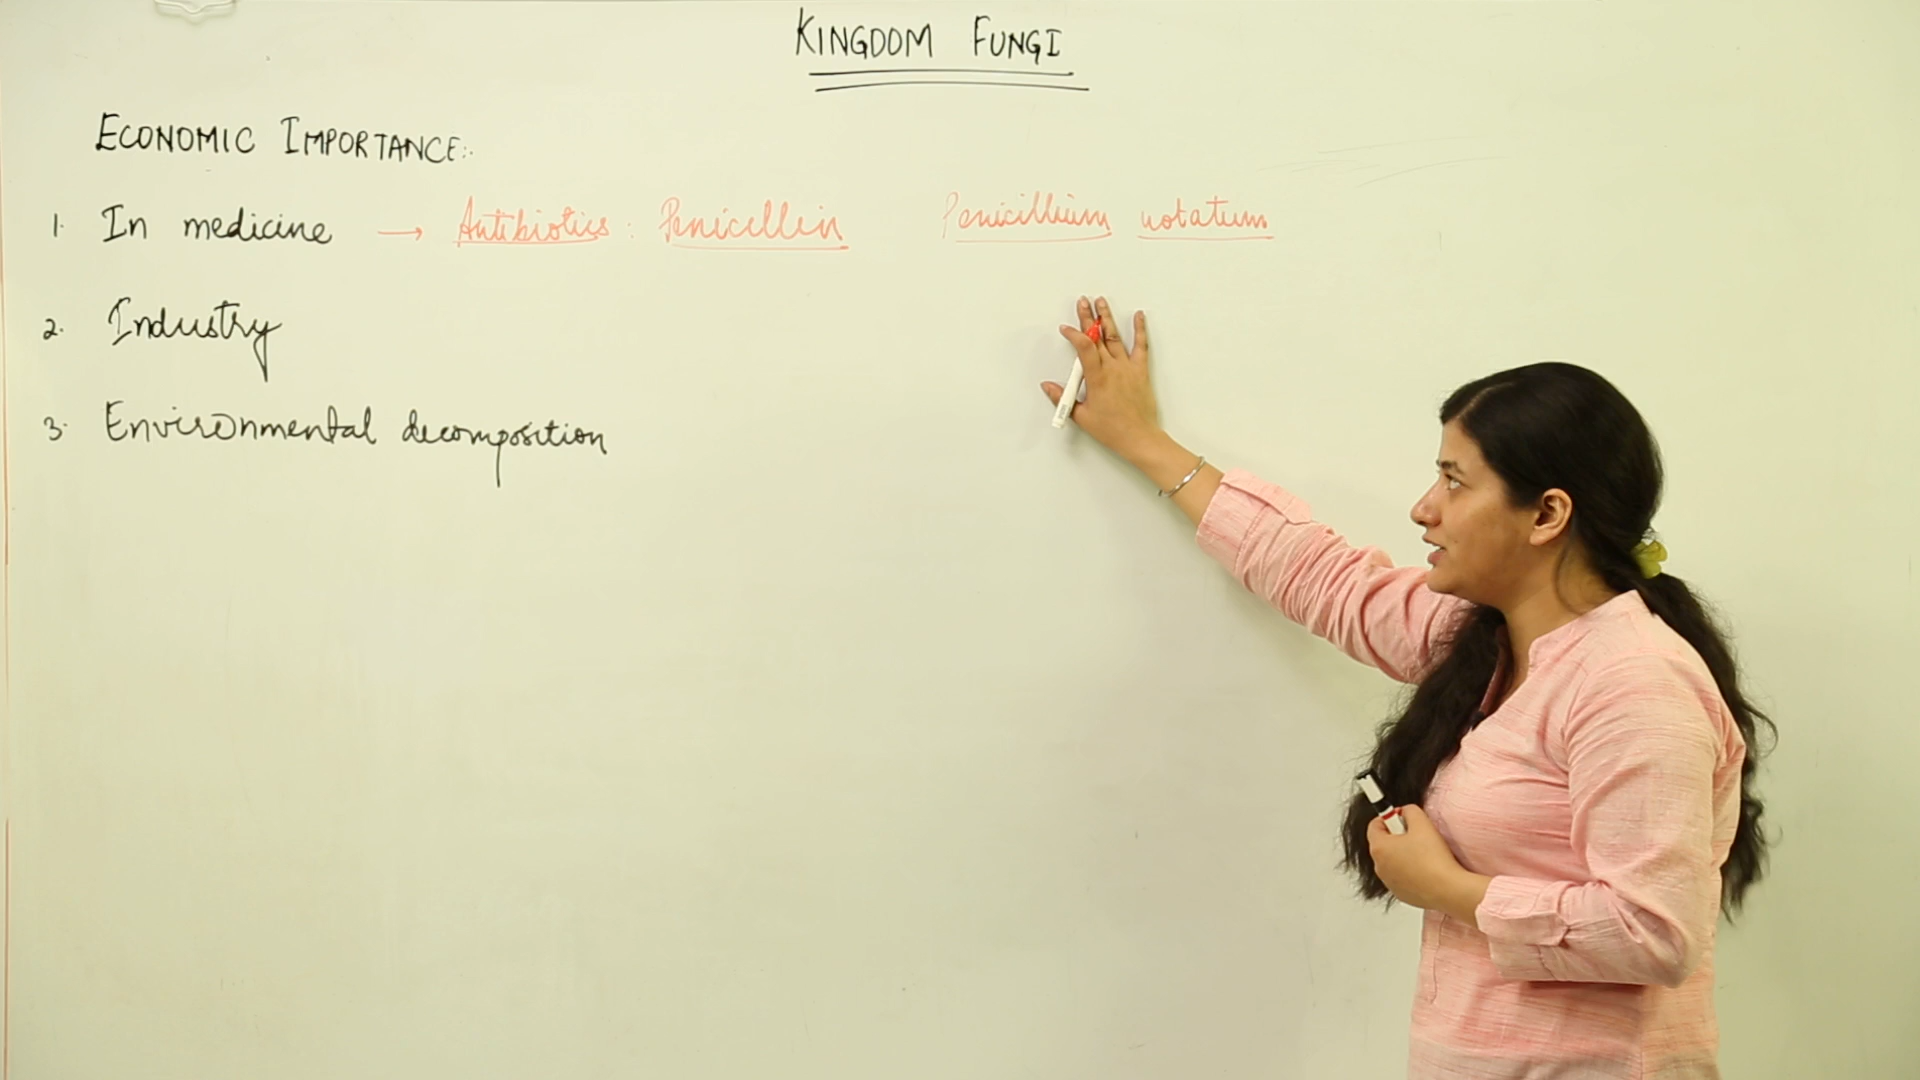 KINGDOM FUNGI
ECONOMIC IMPORTANCE:
1. In medicine → Antibiotics : Penicillin Penicillium notatum
2. Industry
3. Environmental decomposition